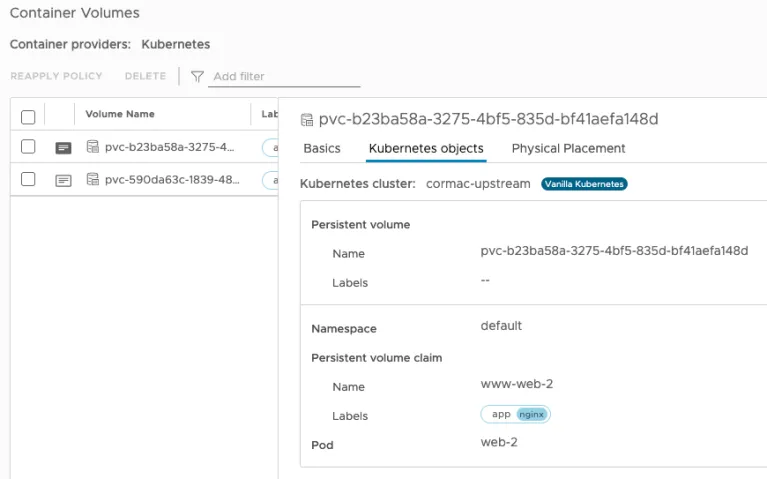 Container Volumes
Container providers: Kubernetes
REAPPLY POLICY DELETE Add filter
Volume Name
pvc-b23ba58a-3275-4...
pvc-590da63c-1839-48...
pvc-b23ba58a-3275-4bf5-835d-bf41aefa148d
Basics Kubernetes objects Physical Placement
Kubernetes cluster: cormac-upstream Vanilla Kubernetes
Persistent volume
Name pvc-b23ba58a-3275-4bf5-835d-bf41aefa148d
Labels --
Namespace default
Persistent volume claim
Name www-web-2
Labels app nginx
Pod web-2